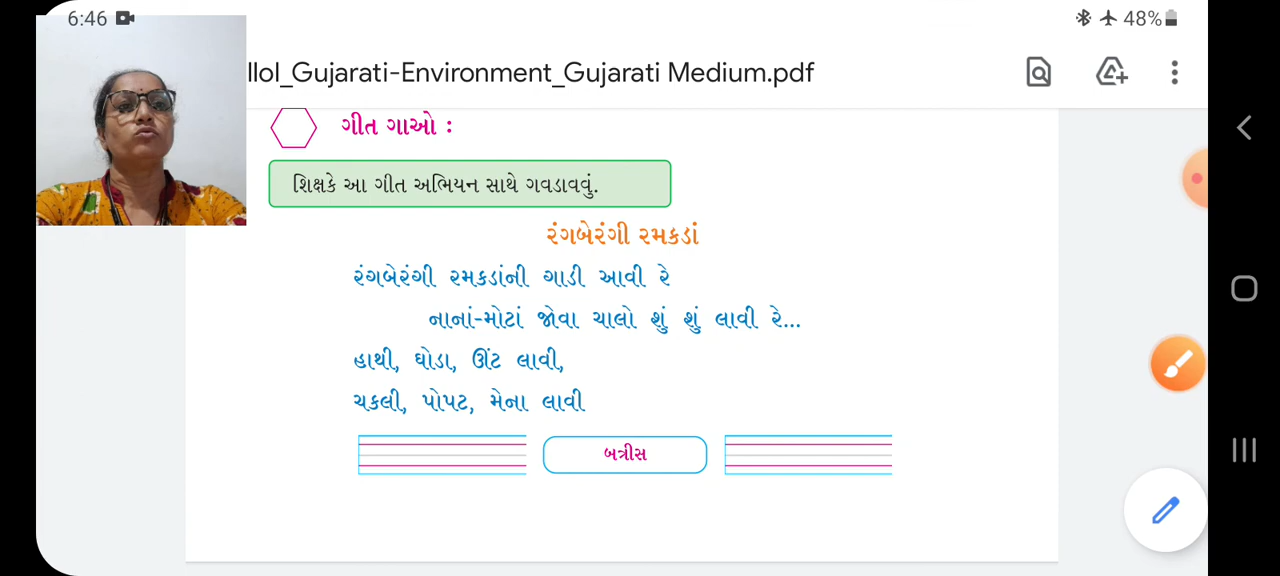 6:46
48%
llol_Gujarati-Environment_Gujarati Medium.pdf
ગીત ગાઓ :
શિક્ષકે આ ગીત અભિયન સાથે ગવડાવવું.
રંગબેરંગી રમકડાં
રંગબેરંગી રમકડાંની ગાડી આવી રે
નાનાં-મોટાં જોવા ચાલો શું શું લાવી રે...
હાથી, ઘોડા, ઊંટ લાવી,
ચકલી, પોપટ, મેના લાવી
બત્રીસ